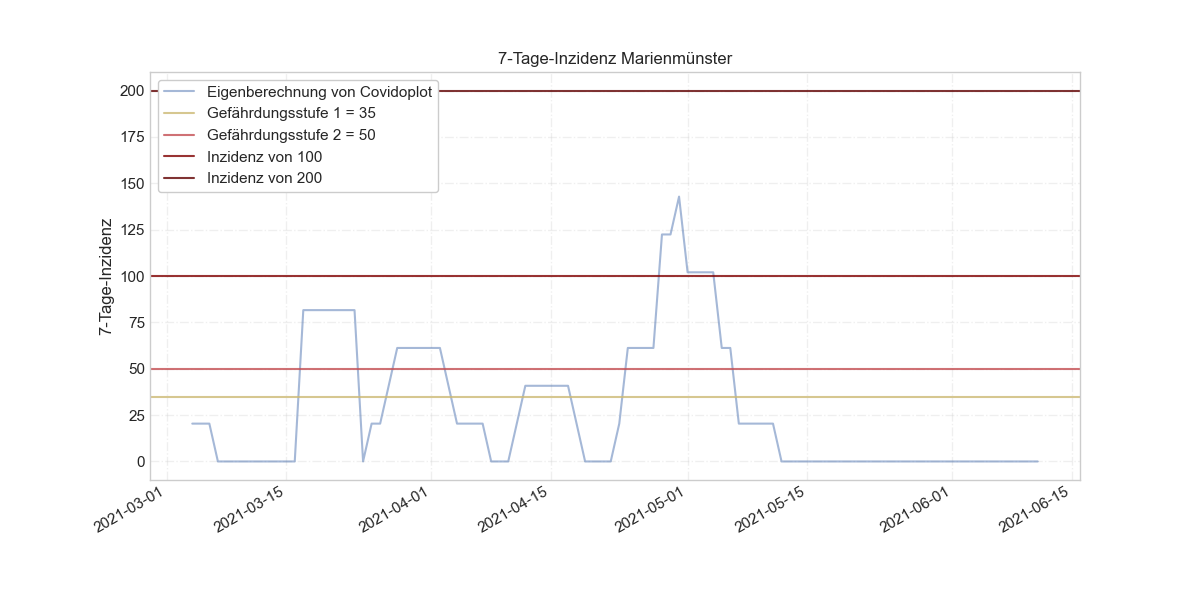 7-Tage-Inzidenz Marienmünster
Eigenberechnung von Covidoplot
Gefährdungsstufe 1 = 35
Gefährdungsstufe 2 = 50
Inzidenz von 100
Inzidenz von 200
7-Tage-Inzidenz
200
175
150
125
100
75
50
25
0
2021-03-01
2021-03-15
2021-04-01
2021-04-15
2021-05-01
2021-05-15
2021-06-01
2021-06-15